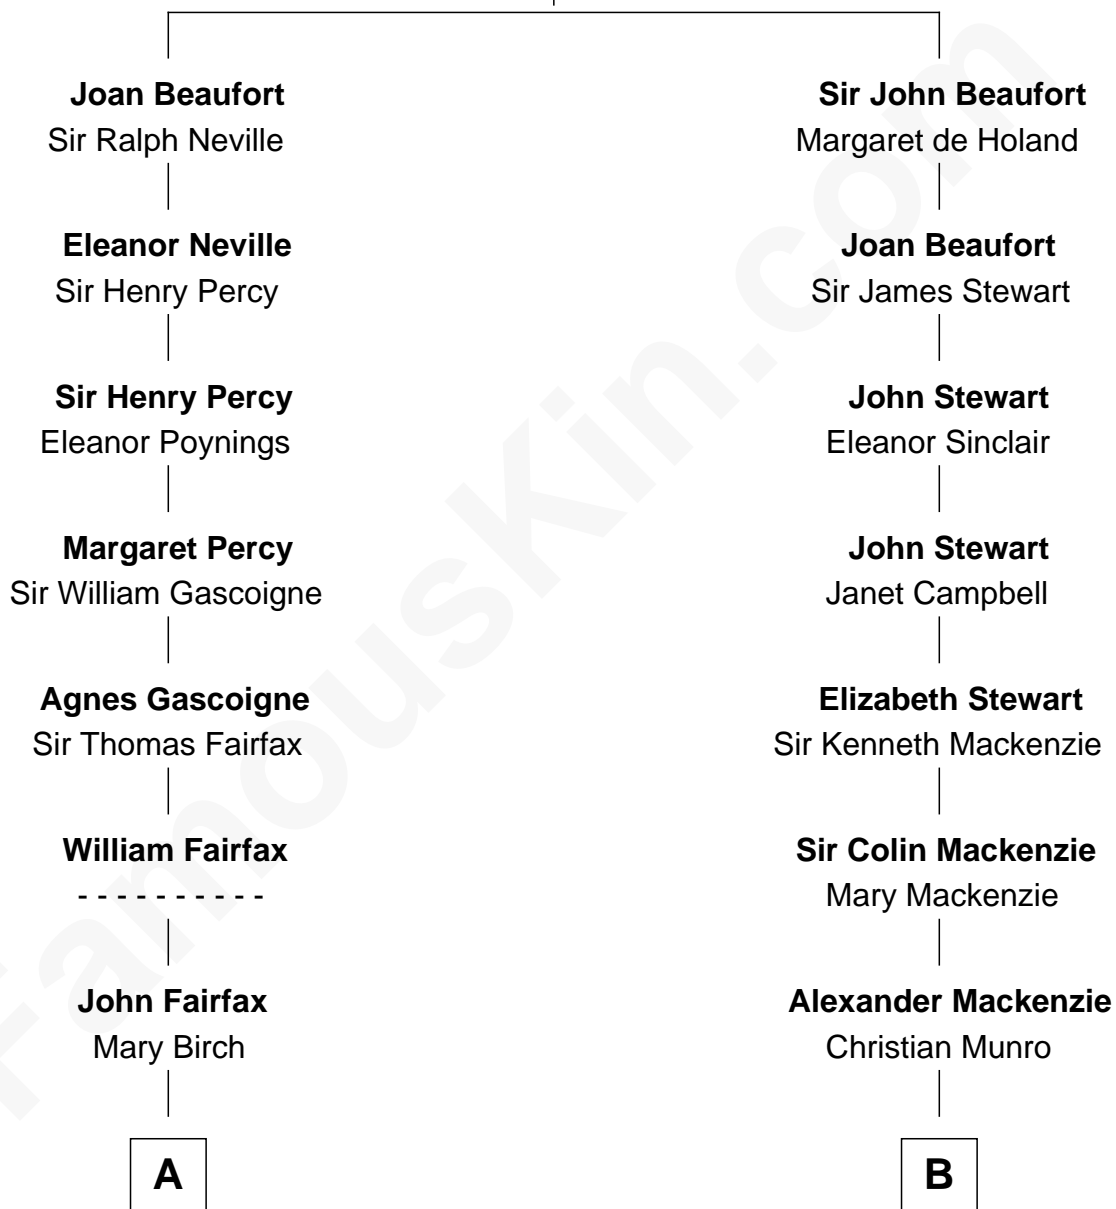 Joan Beaufort
Sir Ralph Neville
Eleanor Neville
Sir Henry Percy
Sir Henry Percy
Eleanor Poynings
Margaret Percy
Sir William Gascoigne
Agnes Gascoigne
Sir Thomas Fairfax
William Fairfax
- - - - - - - - - -
John Fairfax
Mary Birch
A
Sir John Beaufort
Margaret de Holand
Joan Beaufort
Sir James Stewart
John Stewart
Eleanor Sinclair
John Stewart
Janet Campbell
Elizabeth Stewart
Sir Kenneth Mackenzie
Sir Colin Mackenzie
Mary Mackenzie
Alexander Mackenzie
Christian Munro
B
FamousKin.com